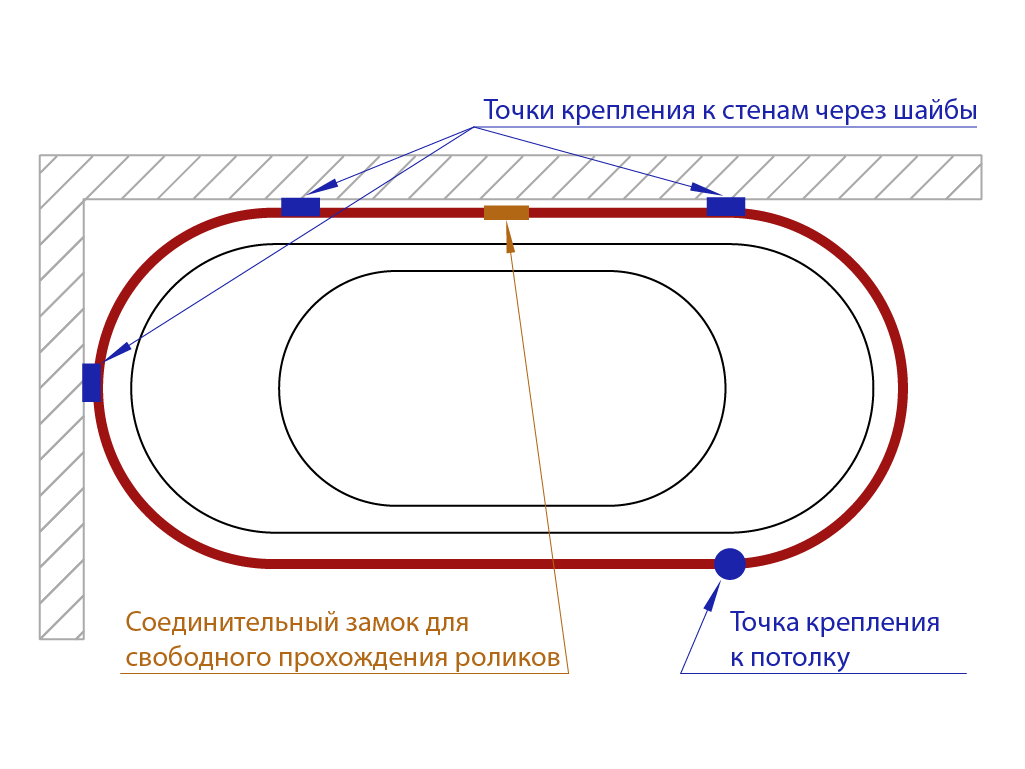 Точки крепления к стенам через шайбы
Соединительный замок для
свободного прохождения роликов
Точка крепления
к потолку